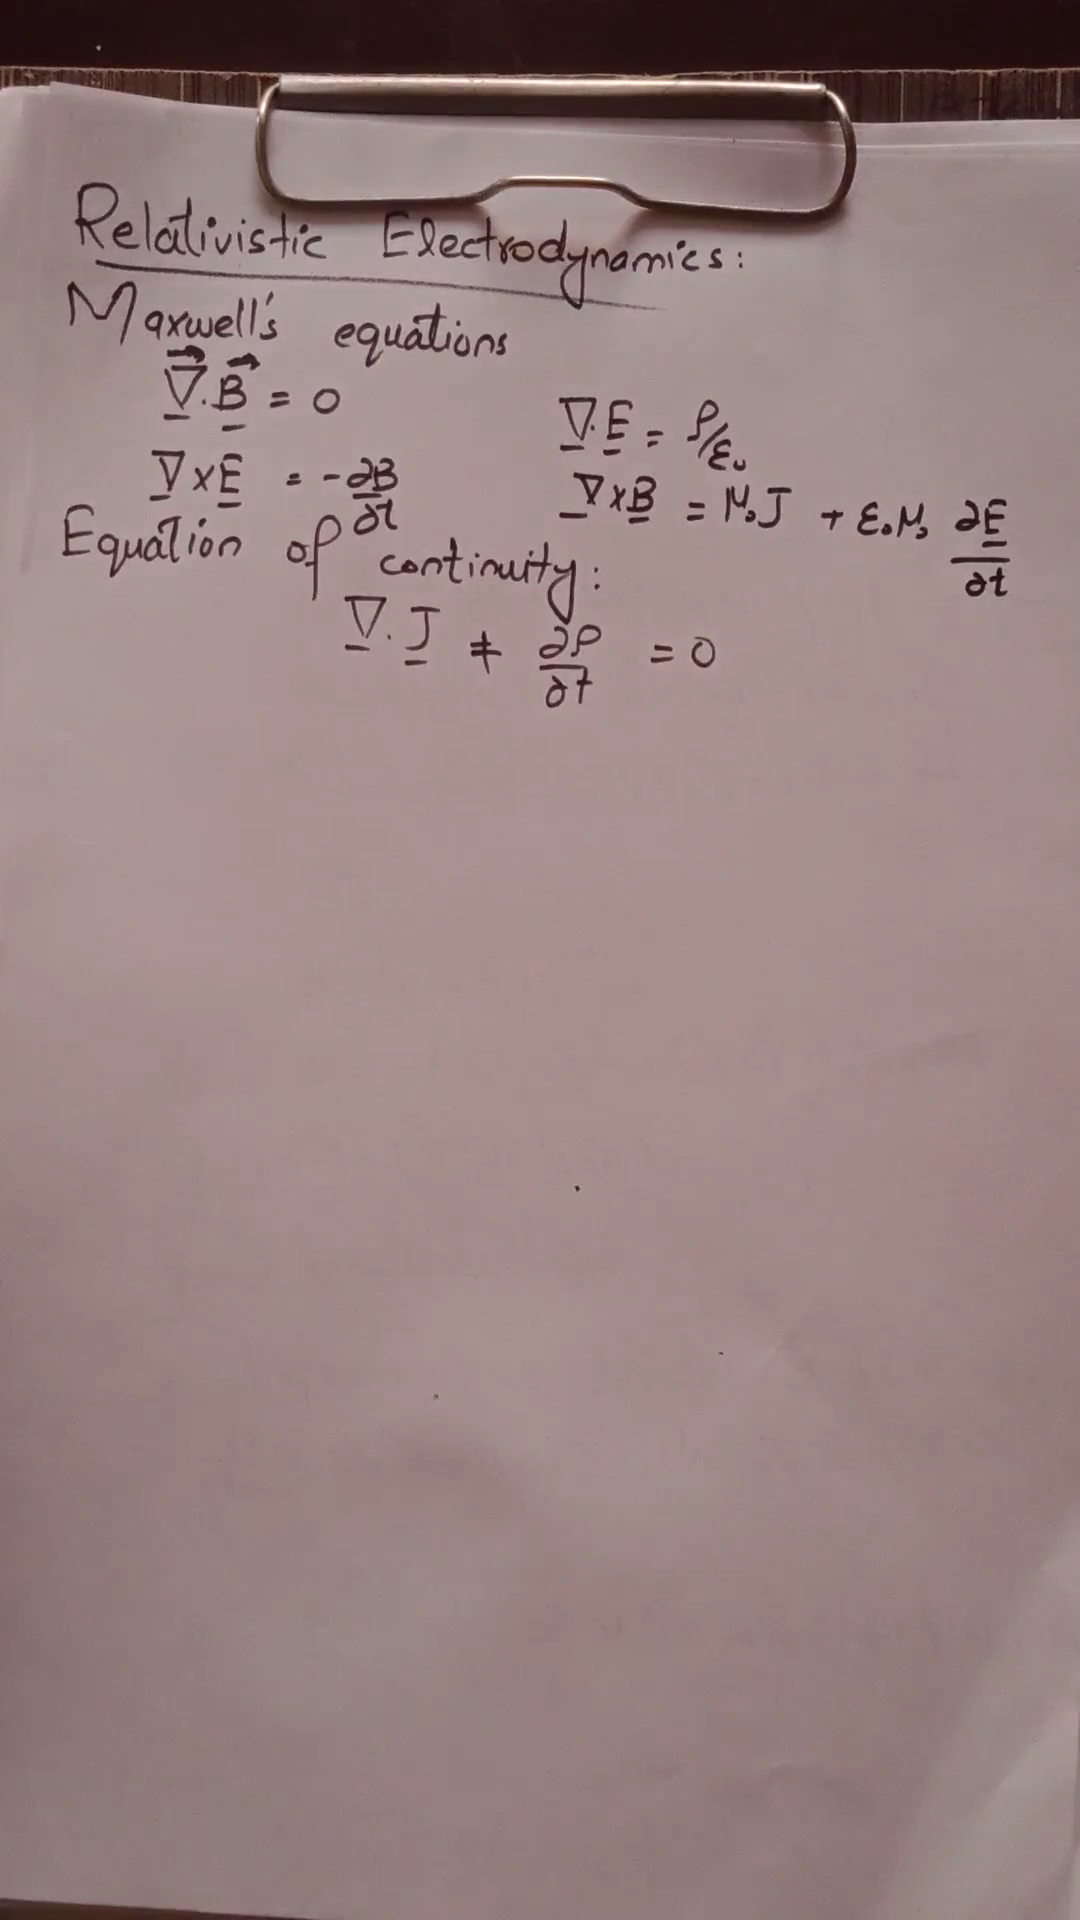 Relativistic Electrodynamics:
Maxwell's equations
∇⃗.B⃗ = 0
∇.E = ρ/ε₀
∇×E = -∂B/∂t
∇×B = μ₀J + ε₀μ₀ ∂E/∂t
Equation of continuity:
∇.J + ∂ρ/∂t = 0